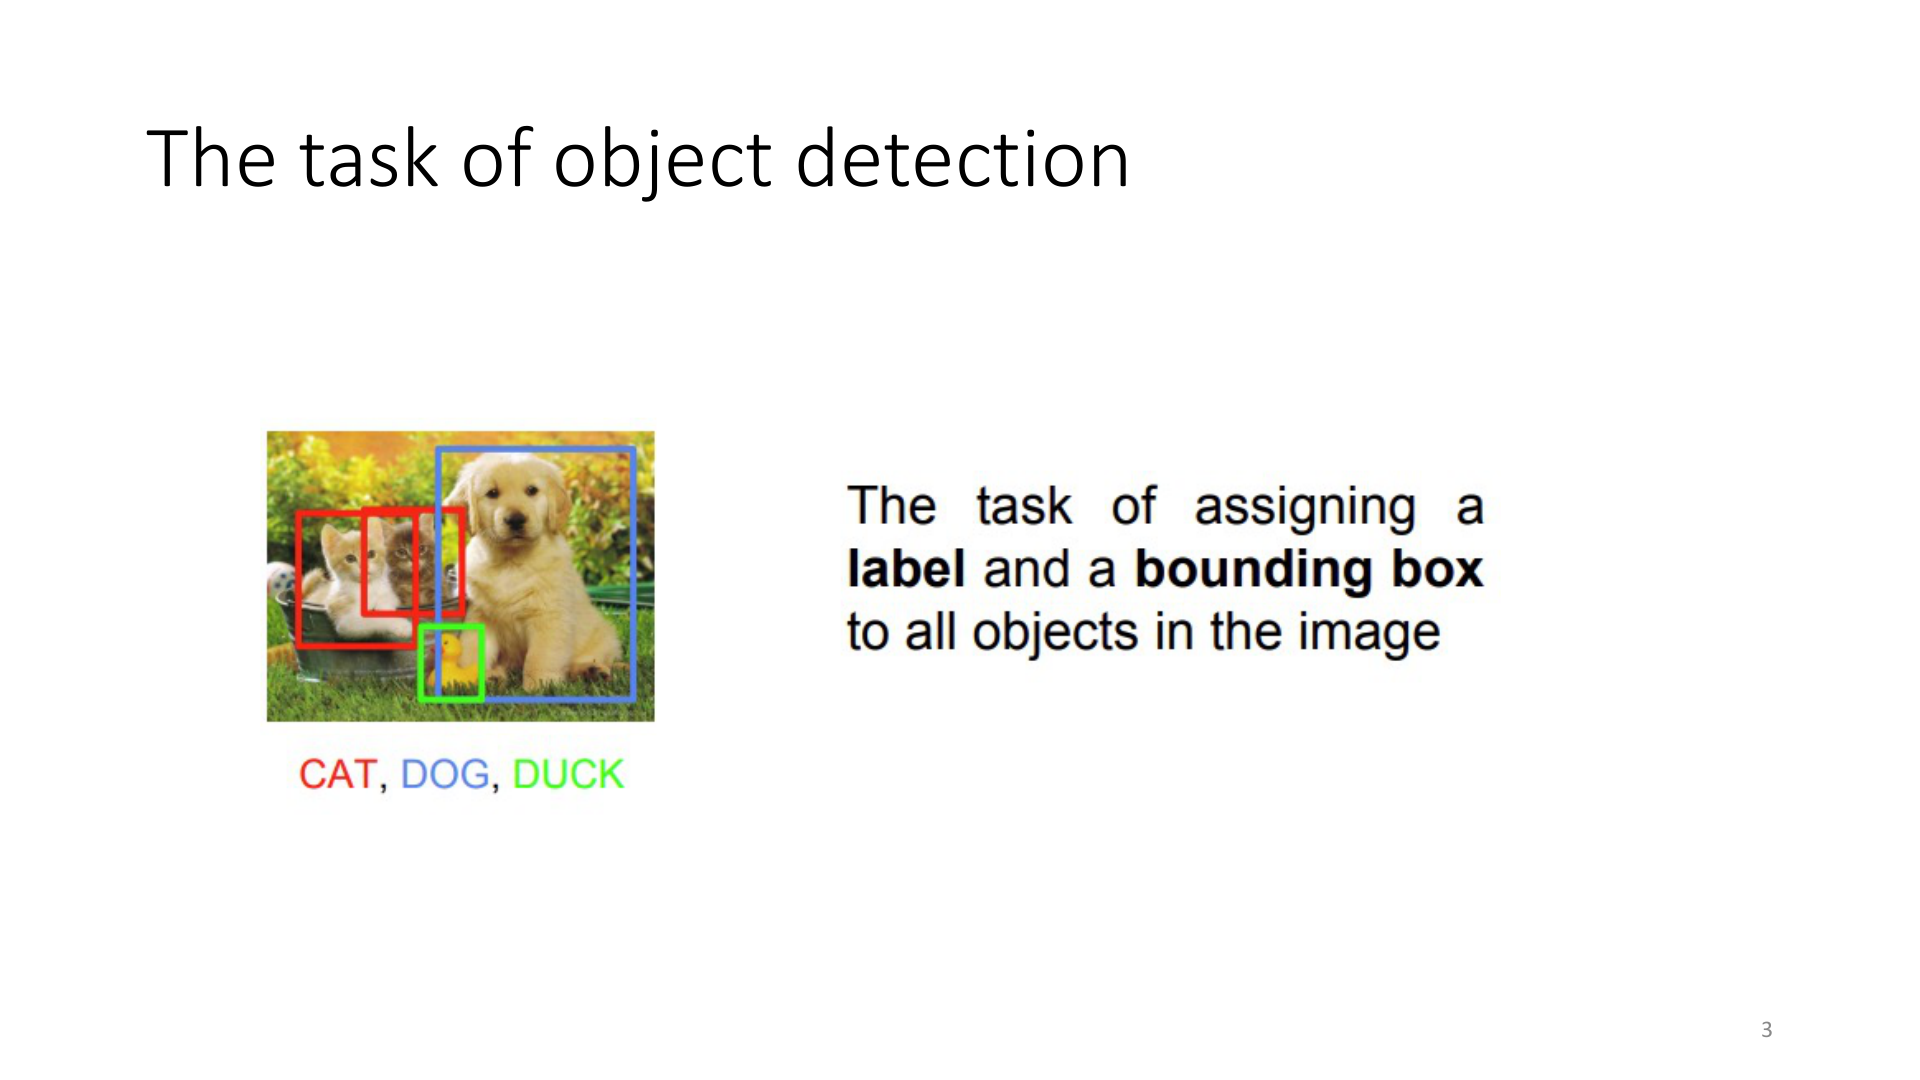 The task of object detection
The task of assigning a
label and a bounding box
to all objects in the image
CAT, DOG, DUCK
3